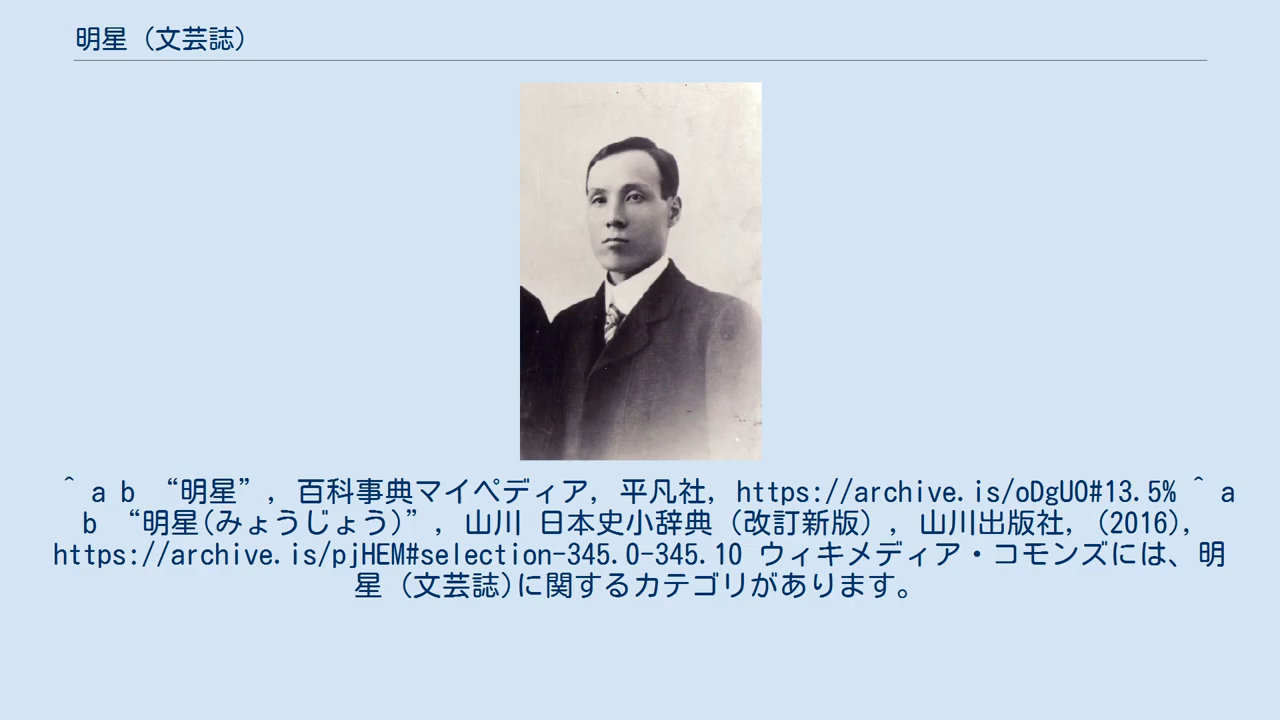 明星（文芸誌）
^ a b “明星”, 百科事典マイペディア, 平凡社, https://archive.is/oDgUO#13.5% ^ a
b “明星(みょうじょう)”, 山川 日本史小辞典（改訂新版）, 山川出版社, (2016),
https://archive.is/pjHEM#selection-345.0-345.10 ウィキメディア・コモンズには、明
星 (文芸誌)に関するカテゴリがあります。